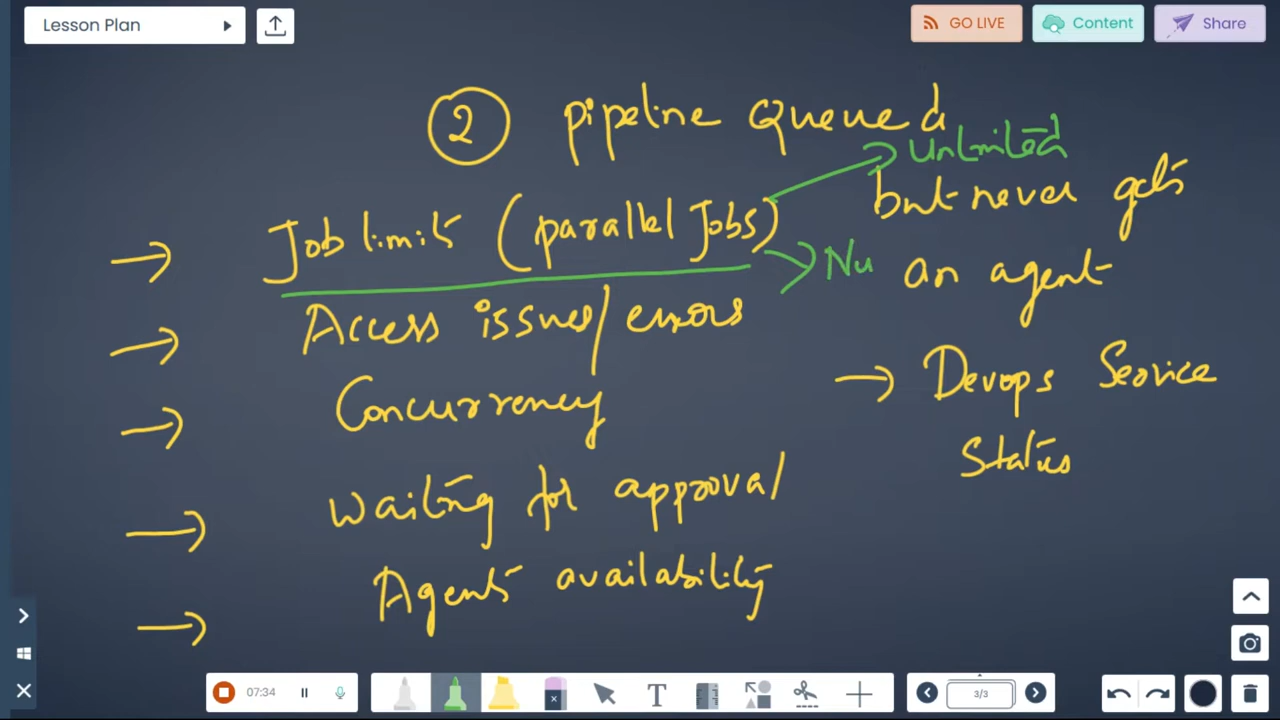 Lesson Plan
GO LIVE
Content
Share
2 pipeline queued
but never gets
an agent
Job limits (parallel Jobs)
Unlimited
Nu
Access issues/errors
Concurrency
Waiting for approval
Agents availability
Devops Service
Status
07:34
T
3/3